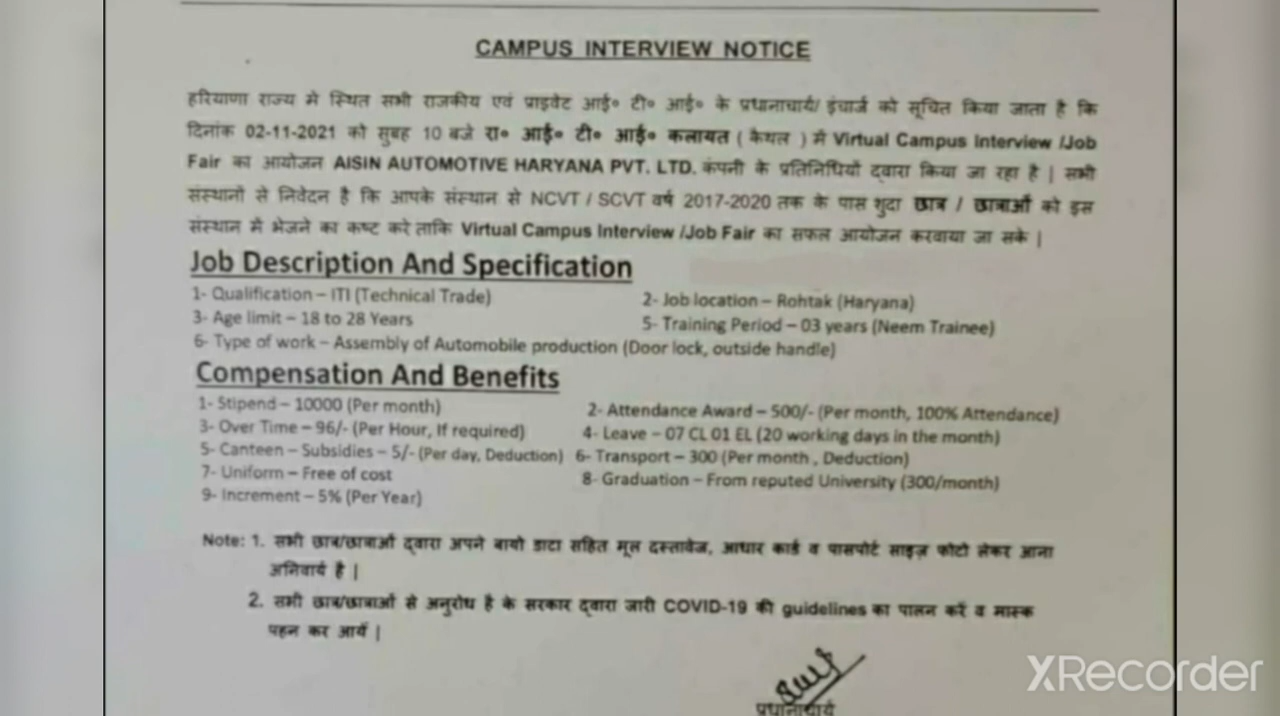 CAMPUS INTERVIEW NOTICE
हरियाणा राज्य मे स्थित सभी राजकीय एवं प्राइवेट आई० टी० आई० के प्रधानाचार्य/ इंचार्ज को सूचित किया जाता है कि
दिनांक 02-11-2021 को सुबह 10 बजे रा० आई० टी० आई० कलायत ( कैथल ) मे Virtual Campus Interview /Job
Fair का आयोजन AISIN AUTOMOTIVE HARYANA PVT. LTD. कंपनी के प्रतिनिधियों द्वारा किया जा रहा है | सभी
संस्थानों से निवेदन है कि आपके संस्थान से NCVT / SCVT वर्ष 2017-2020 तक के पास शुदा छात्र / छात्राओं को इस
संस्थान मे भेजने का कष्ट करे ताकि Virtual Campus Interview /Job Fair का सफल आयोजन करवाया जा सके |
Job Description And Specification
1- Qualification – ITI (Technical Trade) 2- Job location – Rohtak (Haryana)
3- Age limit – 18 to 28 Years 5- Training Period – 03 years (Neem Trainee)
6- Type of work – Assembly of Automobile production (Door lock, outside handle)
Compensation And Benefits
1- Stipend – 10000 (Per month) 2- Attendance Award – 500/- (Per month, 100% Attendance)
3- Over Time – 96/- (Per Hour, If required) 4- Leave – 07 CL 01 EL (20 working days in the month)
5- Canteen – Subsidies – 5/- (Per day, Deduction) 6- Transport – 300 (Per month , Deduction)
7- Uniform – Free of cost 8- Graduation – From reputed University (300/month)
9- Increment – 5% (Per Year)
Note: 1. सभी छात्र/छात्राओं द्वारा अपने बायो डाटा सहित मूल दस्तावेज, आधार कार्ड व पासपोर्ट साइज़ फोटो लेकर आना
अनिवार्य है |
2. सभी छात्र/छात्राओं से अनुरोध है के सरकार द्वारा जारी COVID-19 की guidelines का पालन करें व मास्क
पहन कर आयें |
प्रधानाचार्य
XRecorder